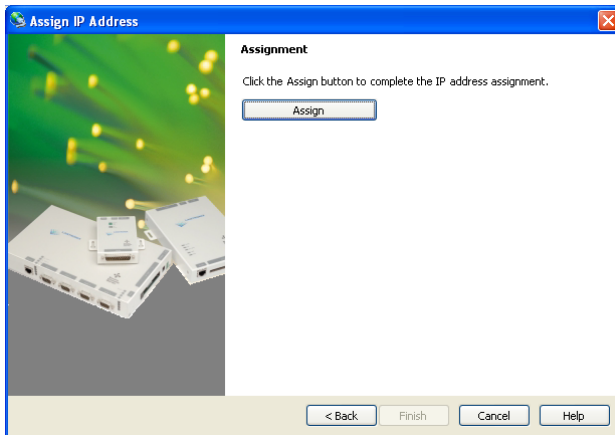 Assign IP Address
Assignment
Click the Assign button to complete the IP address assignment.
Assign
< Back
Finish
Cancel
Help